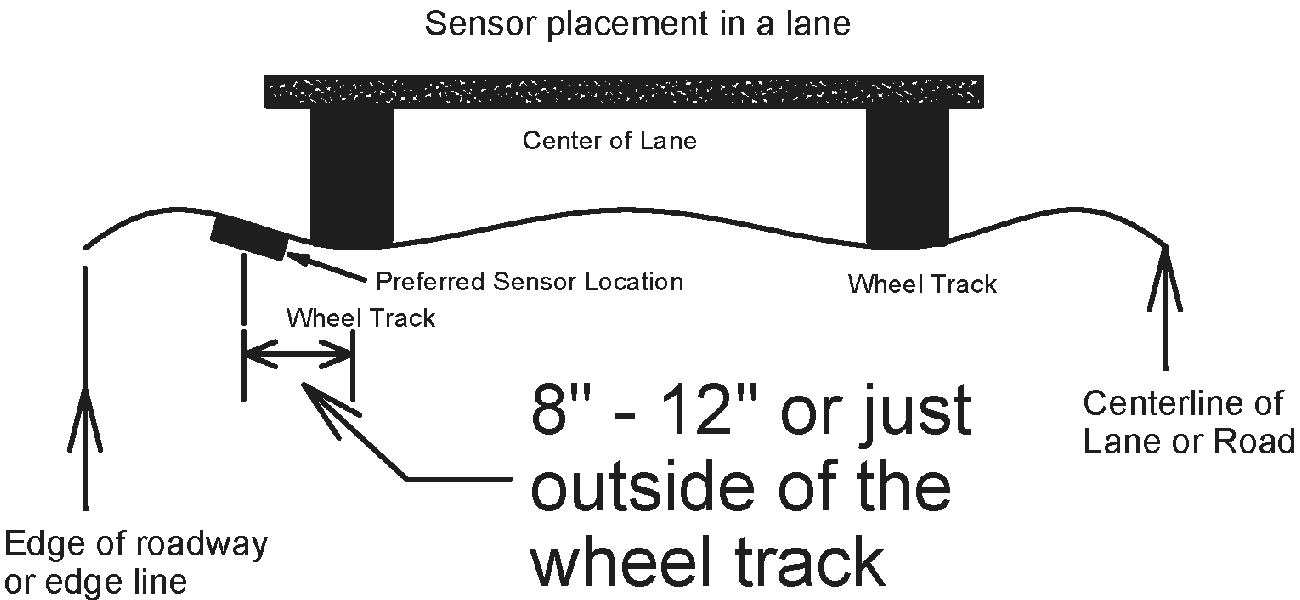 Sensor placement in a lane
Center of Lane
Preferred Sensor Location
Wheel Track
Wheel Track
8" - 12" or just
outside of the
wheel track
Centerline of
Lane or Road
Edge of roadway
or edge line